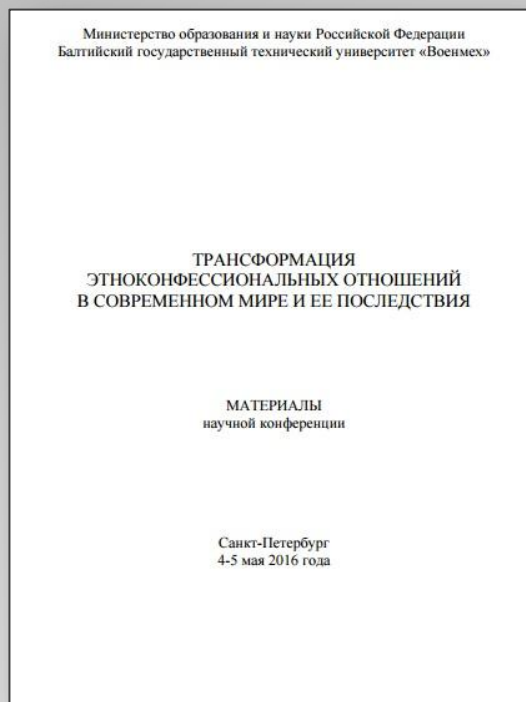 Министерство образования и науки Российской Федерации
Балтийский государственный технический университет «Военмех»
ТРАНСФОРМАЦИЯ
ЭТНОКОНФЕССИОНАЛЬНЫХ ОТНОШЕНИЙ
В СОВРЕМЕННОМ МИРЕ И ЕЕ ПОСЛЕДСТВИЯ
МАТЕРИАЛЫ
научной конференции
Санкт-Петербург
4-5 мая 2016 года